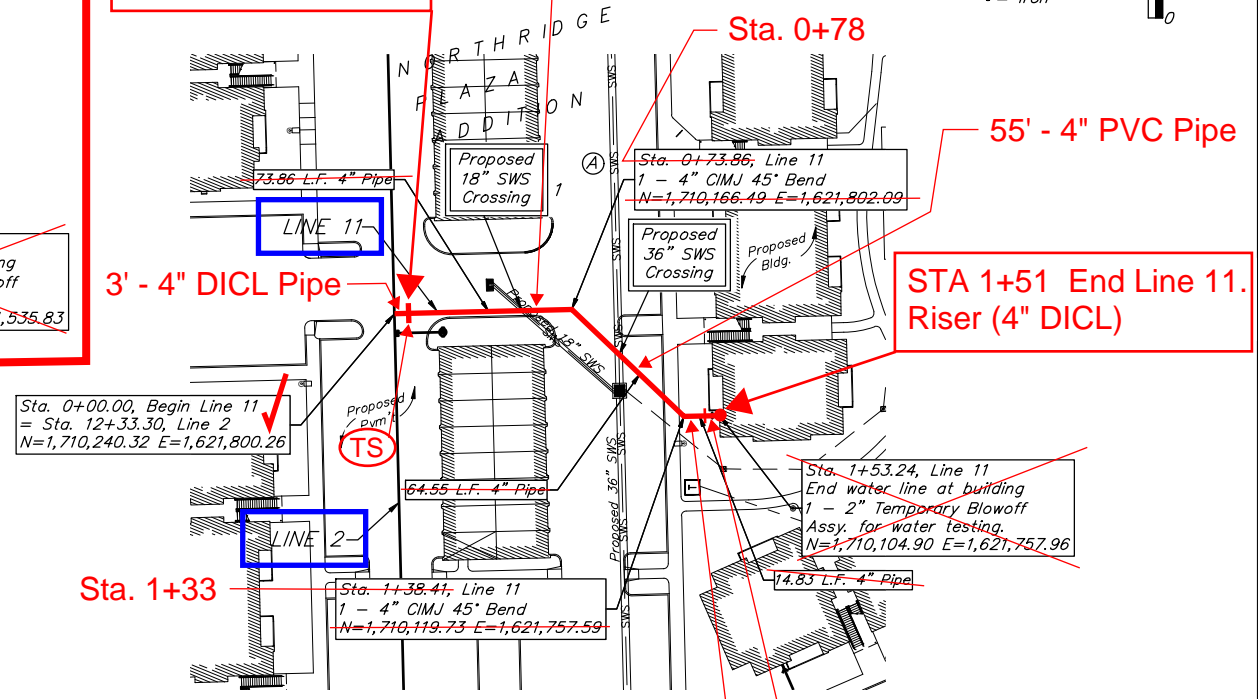 0
Sta. 0+78
NORTHRIDGE
PLAZA
ADDITION
55' - 4" PVC Pipe
Proposed
18" SWS
Crossing
1
A
SWS
Sta. 0+73.86, Line 11
1 - 4" CIMJ 45° Bend
N=1,710,166.49 E=1,621,802.09
73.86 L.F. 4" Pipe
LINE 11
Proposed
36" SWS
Crossing
Proposed
Bldg.
ng
off
,535.83
3' - 4" DICL Pipe
STA 1+51 End Line 11.
Riser (4" DICL)
Proposed 18" SWS
SWS
Sta. 0+00.00, Begin Line 11
= Sta. 12+33.30, Line 2
N=1,710,240.32 E=1,621,800.26
Proposed
Pvm't
TS
64.55 L.F. 4" Pipe
Proposed 36" SWS
SWS
T
Sta. 1+53.24, Line 11
End water line at building
1 - 2" Temporary Blowoff
Assy. for water testing.
N=1,710,104.90 E=1,621,757.96
LINE 2
14.83 L.F. 4" Pipe
Sta. 1+33
Sta. 1+38.41, Line 11
1 - 4" CIMJ 45° Bend
N=1,710,119.73 E=1,621,757.59
SWS